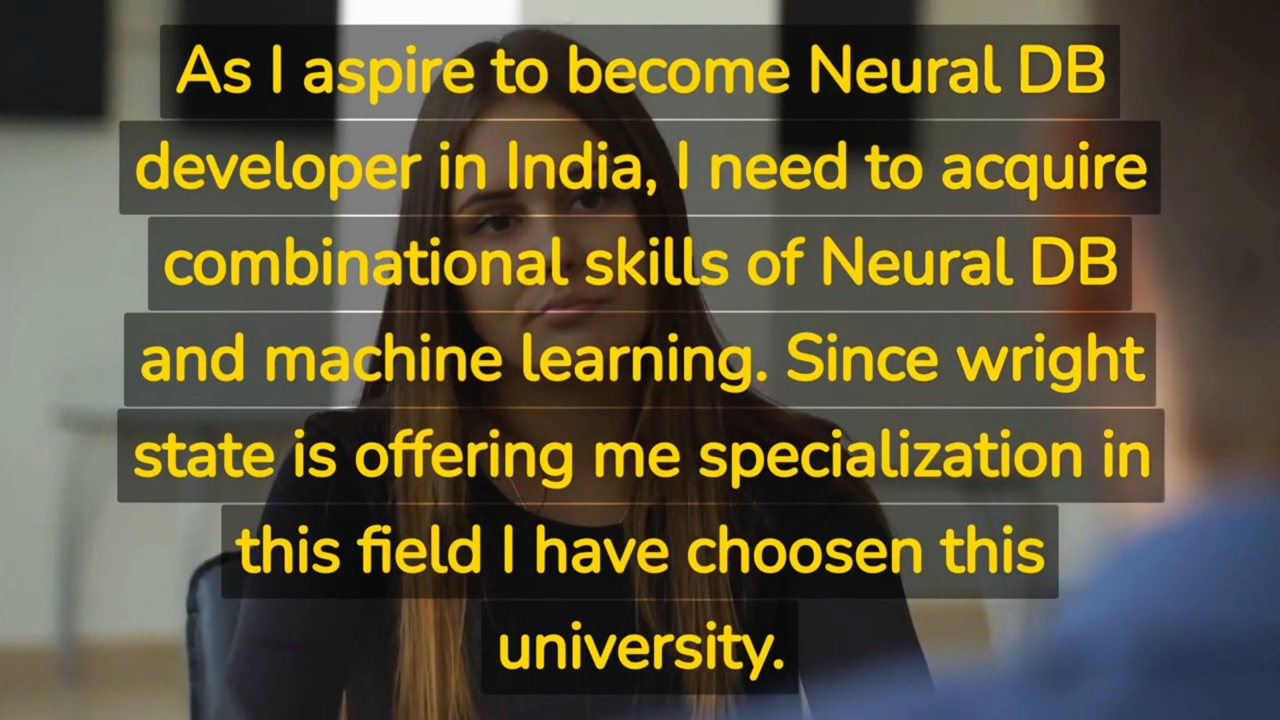 As I aspire to become Neural DB
developer in India, I need to acquire
combinational skills of Neural DB
and machine learning. Since wright
state is offering me specialization in
this field I have choosen this
university.